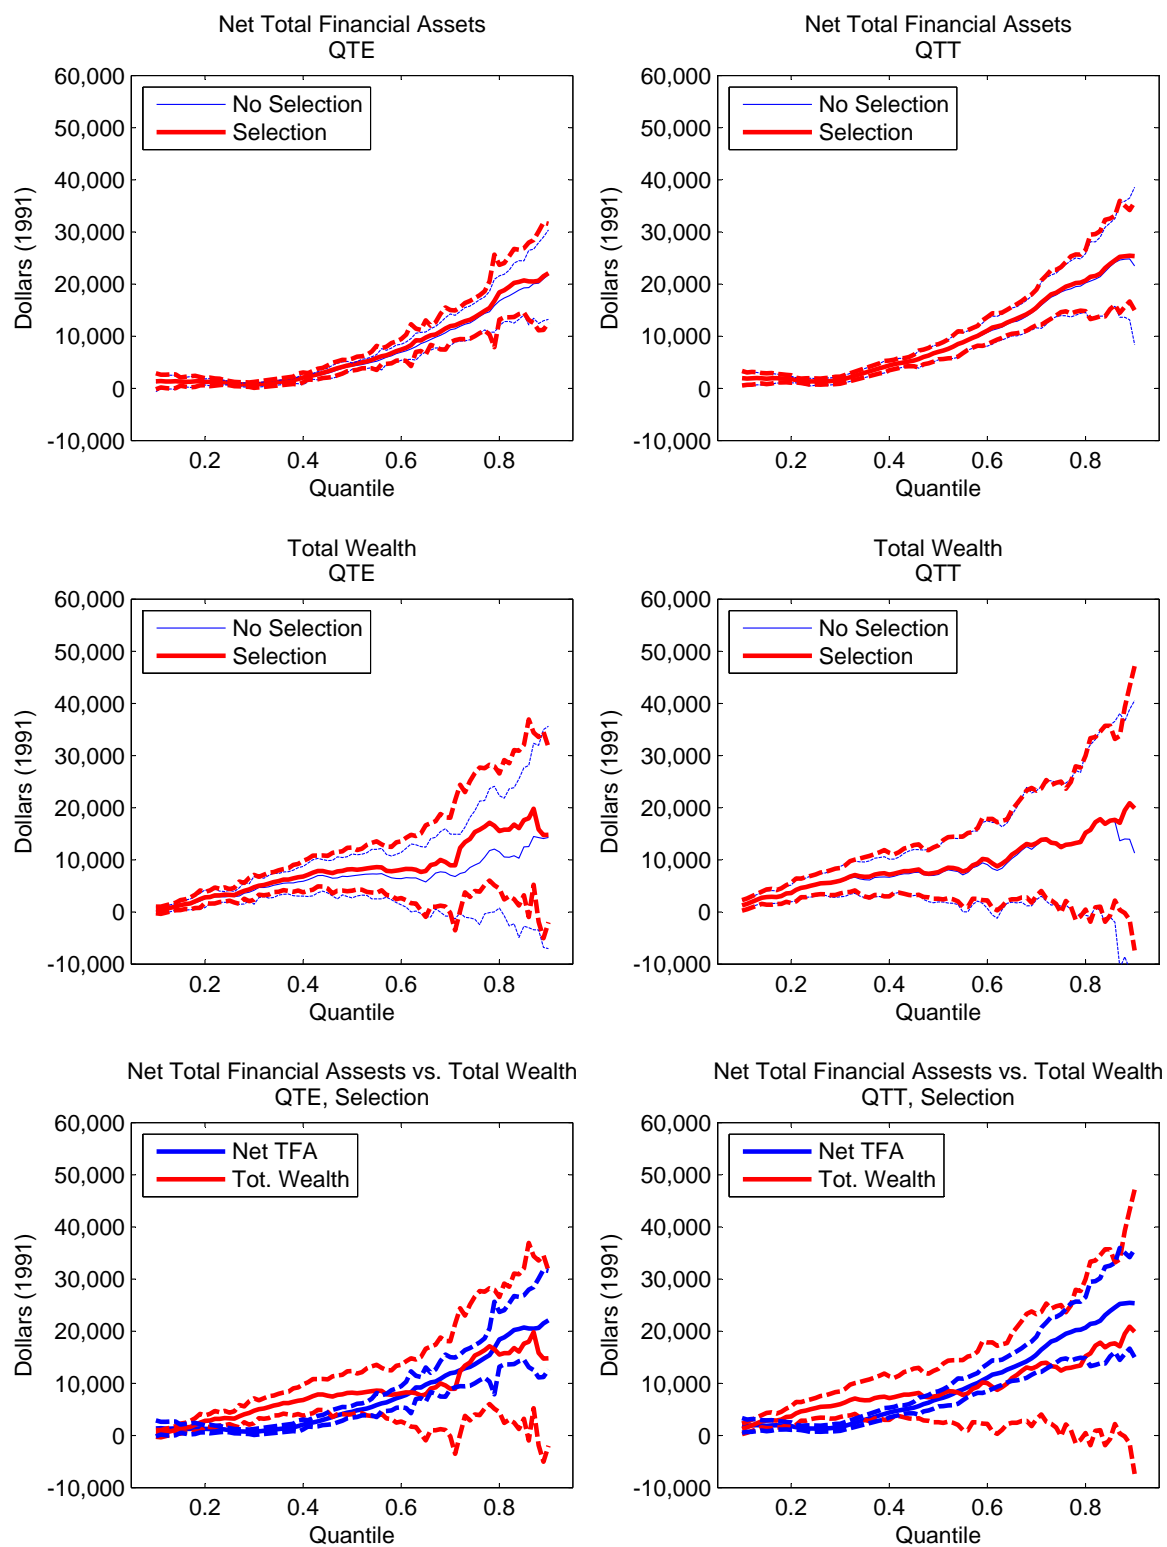 Net Total Financial Assets
QTE
60,000
50,000
40,000
30,000
20,000
10,000
0
-10,000
Dollars (1991)
No Selection
Selection
0.2 0.4 0.6 0.8
Quantile
Net Total Financial Assets
QTT
60,000
50,000
40,000
30,000
20,000
10,000
0
-10,000
Dollars (1991)
No Selection
Selection
0.2 0.4 0.6 0.8
Quantile
Total Wealth
QTE
60,000
50,000
40,000
30,000
20,000
10,000
0
-10,000
Dollars (1991)
No Selection
Selection
0.2 0.4 0.6 0.8
Quantile
Total Wealth
QTT
60,000
50,000
40,000
30,000
20,000
10,000
0
-10,000
Dollars (1991)
No Selection
Selection
0.2 0.4 0.6 0.8
Quantile
Net Total Financial Assests vs. Total Wealth
QTE, Selection
60,000
50,000
40,000
30,000
20,000
10,000
0
-10,000
Dollars (1991)
Net TFA
Tot. Wealth
0.2 0.4 0.6 0.8
Quantile
Net Total Financial Assests vs. Total Wealth
QTT, Selection
60,000
50,000
40,000
30,000
20,000
10,000
0
-10,000
Dollars (1991)
Net TFA
Tot. Wealth
0.2 0.4 0.6 0.8
Quantile